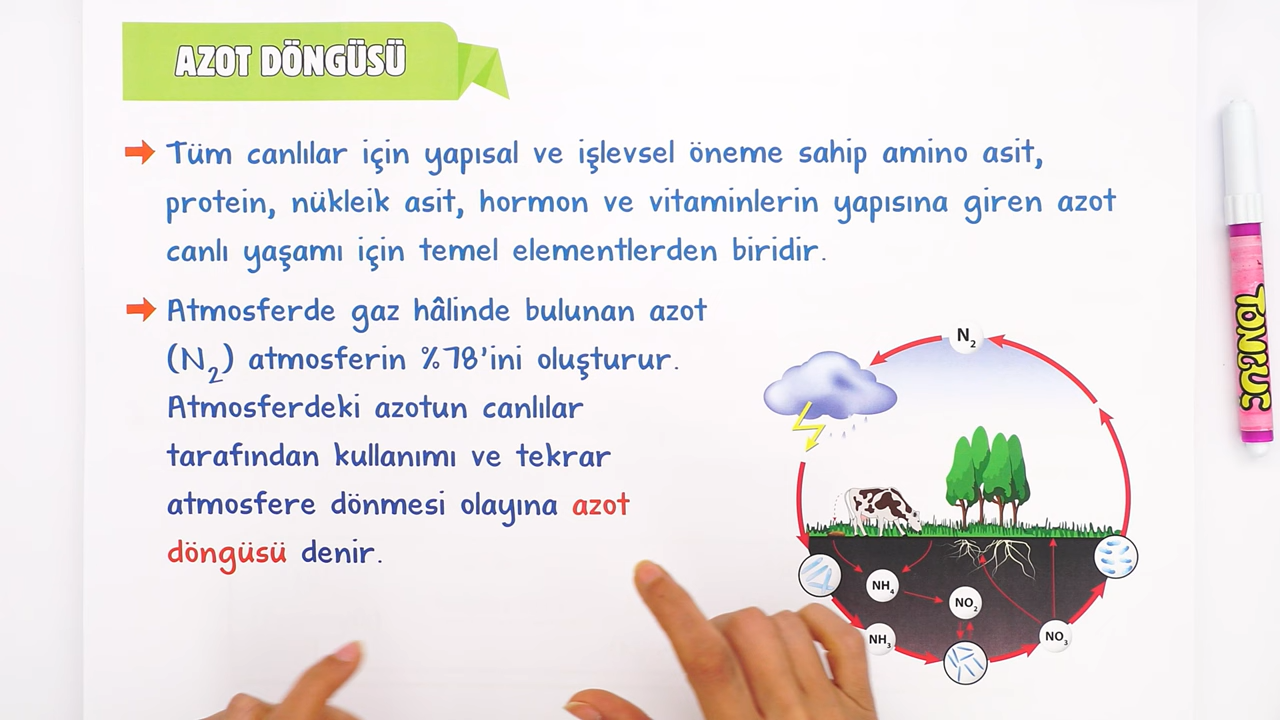 AZOT DÖNGÜSÜ
Tüm canlılar için yapısal ve işlevsel öneme sahip amino asit,
protein, nükleik asit, hormon ve vitaminlerin yapısına giren azot
canlı yaşamı için temel elementlerden biridir.
Atmosferde gaz hâlinde bulunan azot
(N₂) atmosferin %78'ini oluşturur.
Atmosferdeki azotun canlılar
tarafından kullanımı ve tekrar
atmosfere dönmesi olayına azot
döngüsü denir.
N₂
NH₄
NO₂
NH₃
NO₃